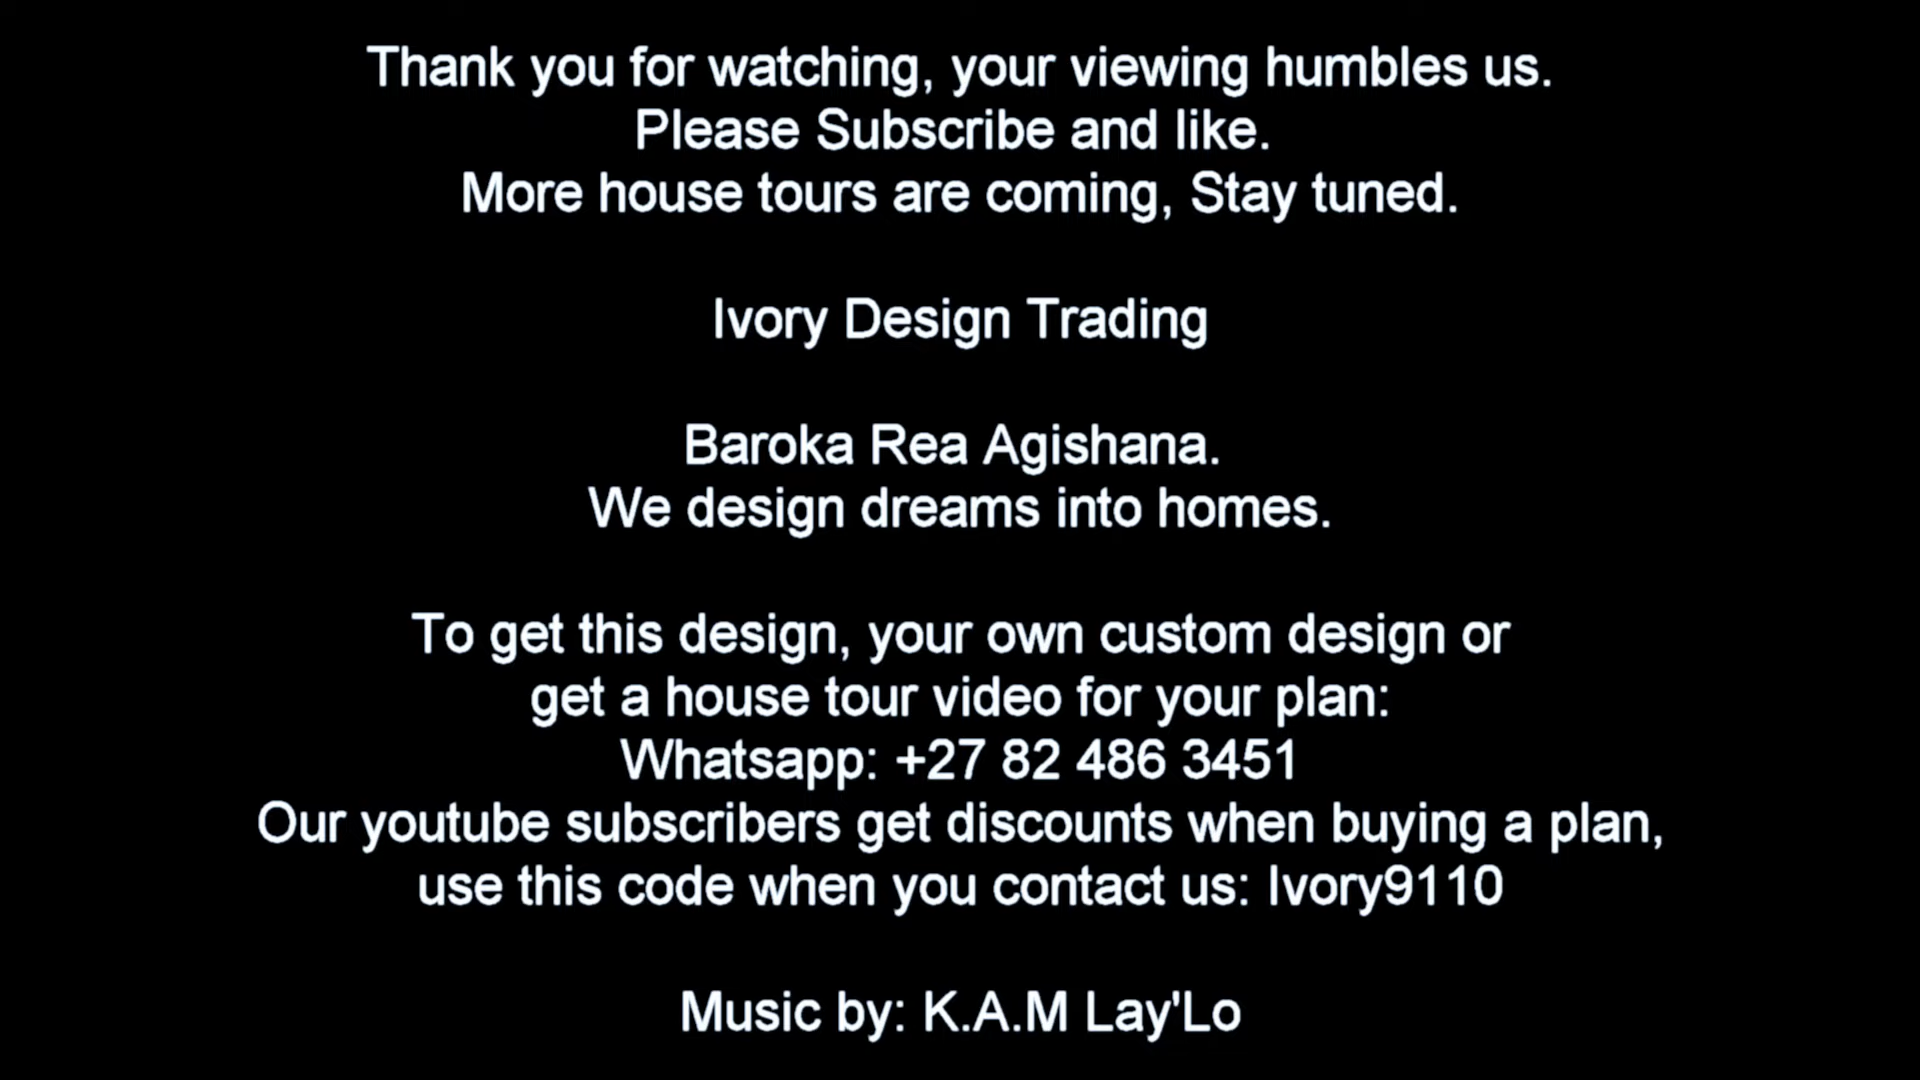 Thank you for watching, your viewing humbles us.
Please Subscribe and like.
More house tours are coming, Stay tuned.
Ivory Design Trading
Baroka Rea Agishana.
We design dreams into homes.
To get this design, your own custom design or
get a house tour video for your plan:
Whatsapp: +27 82 486 3451
Our youtube subscribers get discounts when buying a plan,
use this code when you contact us: Ivory9110
Music by: K.A.M Lay'Lo